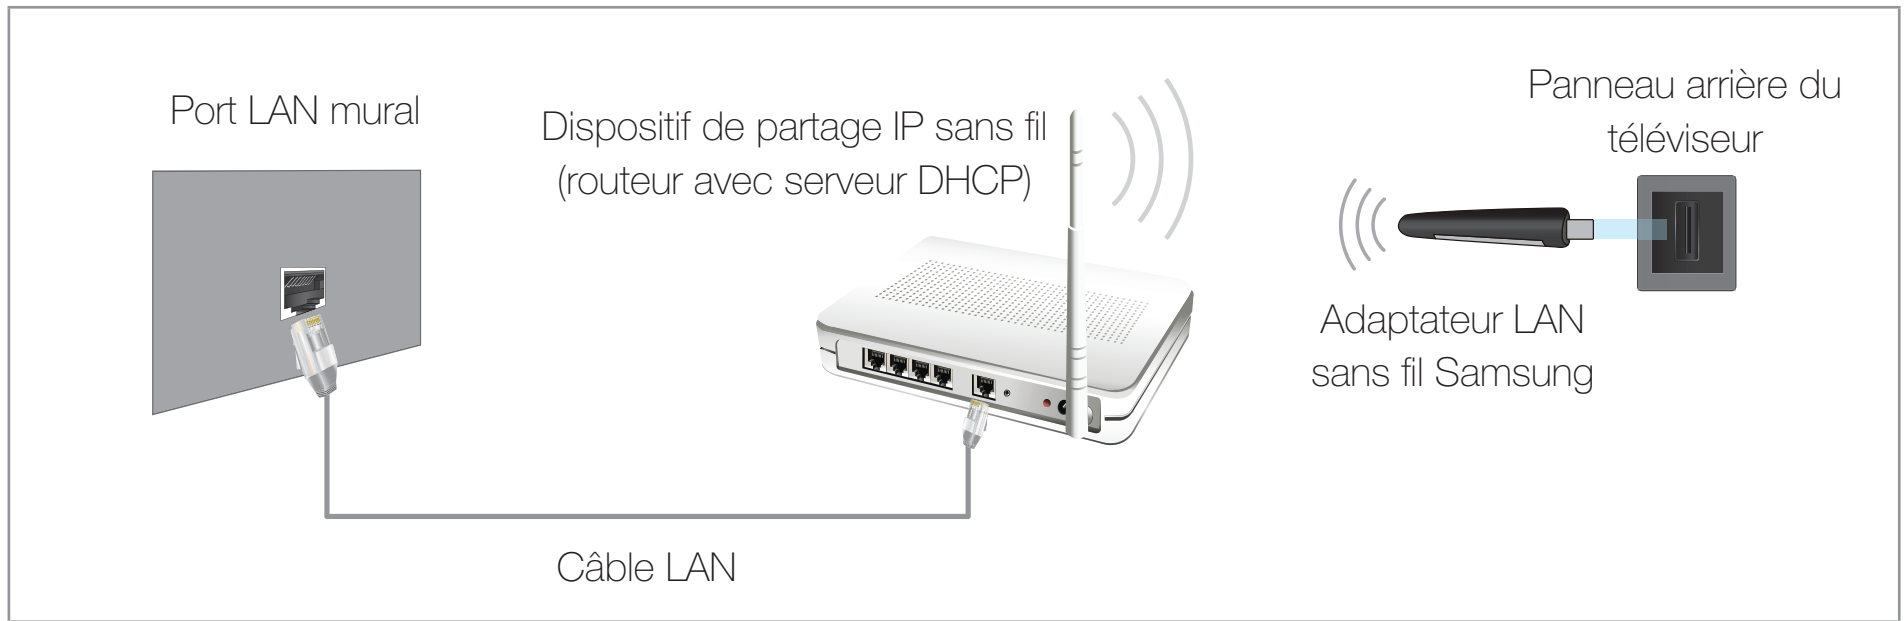 Port LAN mural
Dispositif de partage IP sans fil
(routeur avec serveur DHCP)
Panneau arrière du
téléviseur
Adaptateur LAN
sans fil Samsung
Câble LAN